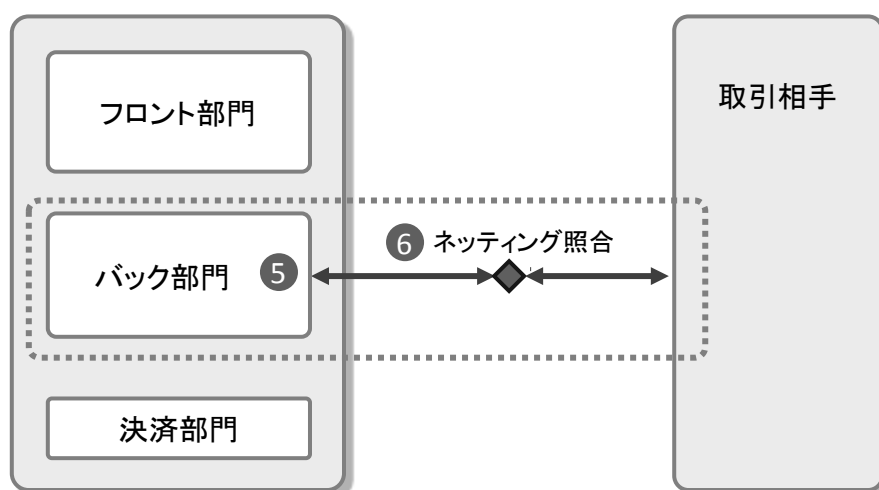 フロント部門
取引相手
⑥ ネッティング照合
バック部門 ⑤
決済部門